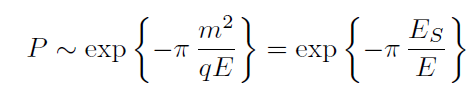 P ∼ exp { −π m² / qE } = exp { −π E_S / E }